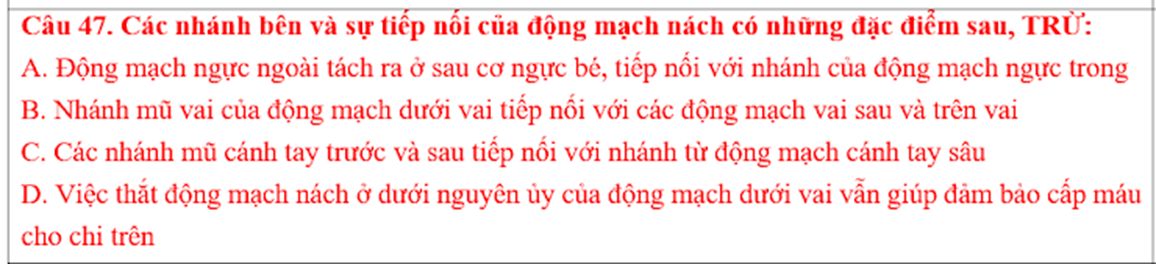 Câu 47. Các nhánh bên và sự tiếp nối của động mạch nách có những đặc điểm sau, TRỪ:
A. Động mạch ngực ngoài tách ra ở sau cơ ngực bé, tiếp nối với nhánh của động mạch ngực trong
B. Nhánh mũ vai của động mạch dưới vai tiếp nối với các động mạch vai sau và trên vai
C. Các nhánh mũ cánh tay trước và sau tiếp nối với nhánh từ động mạch cánh tay sâu
D. Việc thắt động mạch nách ở dưới nguyên ủy của động mạch dưới vai vẫn giúp đảm bảo cấp máu
cho chi trên